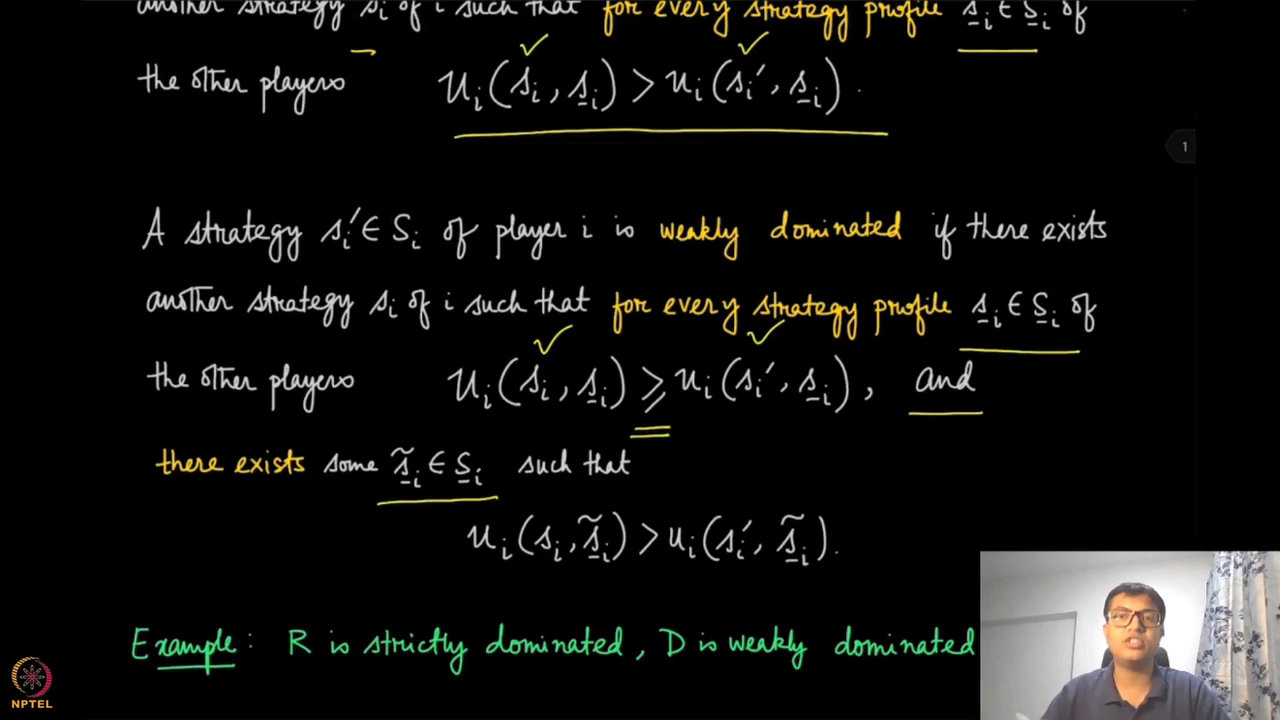 another strategy s_i of i such that for every strategy profile s_{-i} ∈ S_{-i} of
the other players u_i(s_i, s_{-i}) > u_i(s_i', s_{-i}).
1
A strategy s_i' ∈ S_i of player i is weakly dominated if there exists
another strategy s_i of i such that for every strategy profile s_{-i} ∈ S_{-i} of
the other players u_i(s_i, s_{-i}) ≥ u_i(s_i', s_{-i}), and
there exists some s̃_{-i} ∈ S_{-i} such that
u_i(s_i, s̃_{-i}) > u_i(s_i', s̃_{-i}).
Example: R is strictly dominated, D is weakly dominated
NPTEL